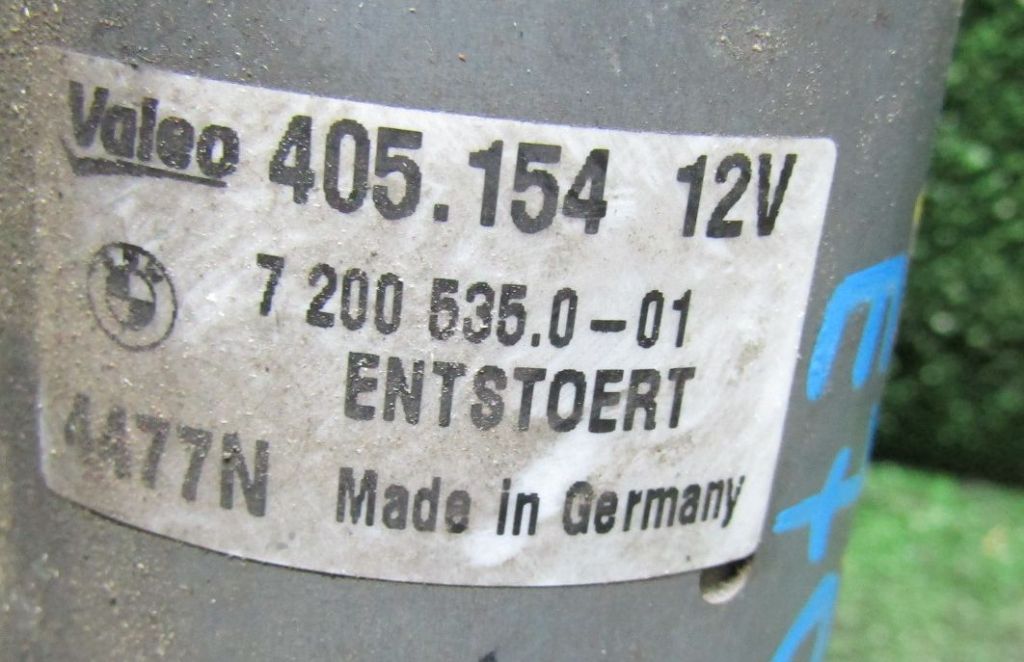 Valeo 405.154 12V
7 200 535.0-01
ENTSTOERT
4477N Made in Germany